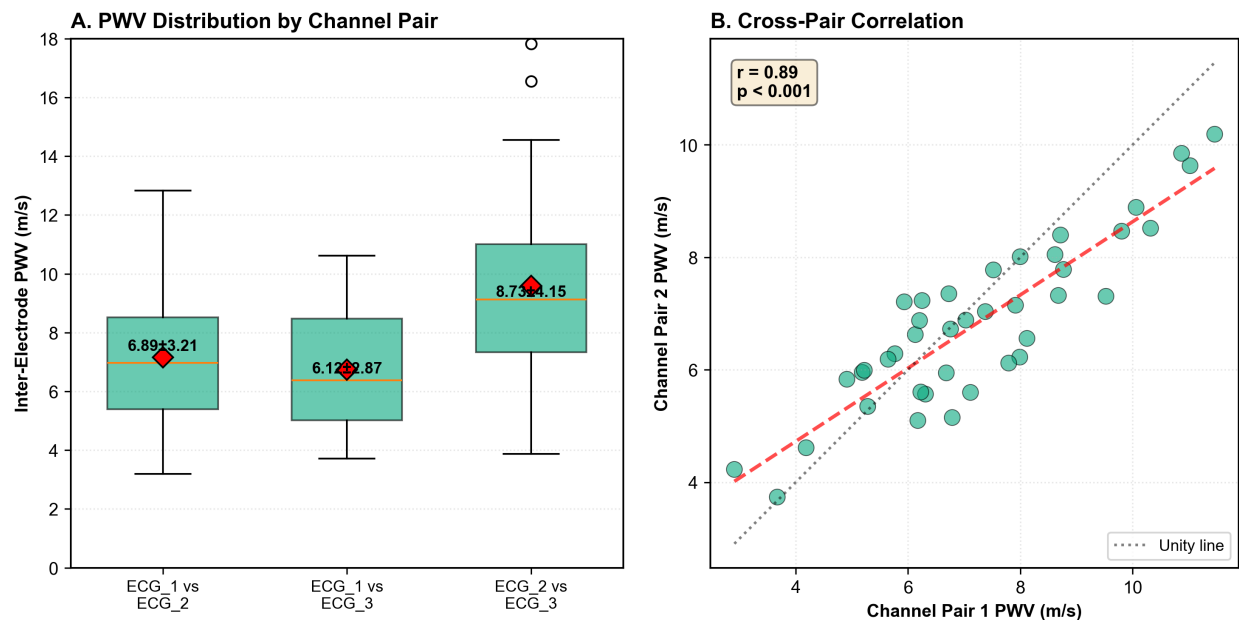 A. PWV Distribution by Channel Pair
Inter-Electrode PWV (m/s)
18
16
14
12
10
8
6
4
2
0
6.89±3.21
6.12±2.87
8.73±4.15
ECG_1 vs
ECG_2
ECG_1 vs
ECG_3
ECG_2 vs
ECG_3
B. Cross-Pair Correlation
r = 0.89
p < 0.001
Channel Pair 2 PWV (m/s)
10
8
6
4
Unity line
4
6
8
10
Channel Pair 1 PWV (m/s)